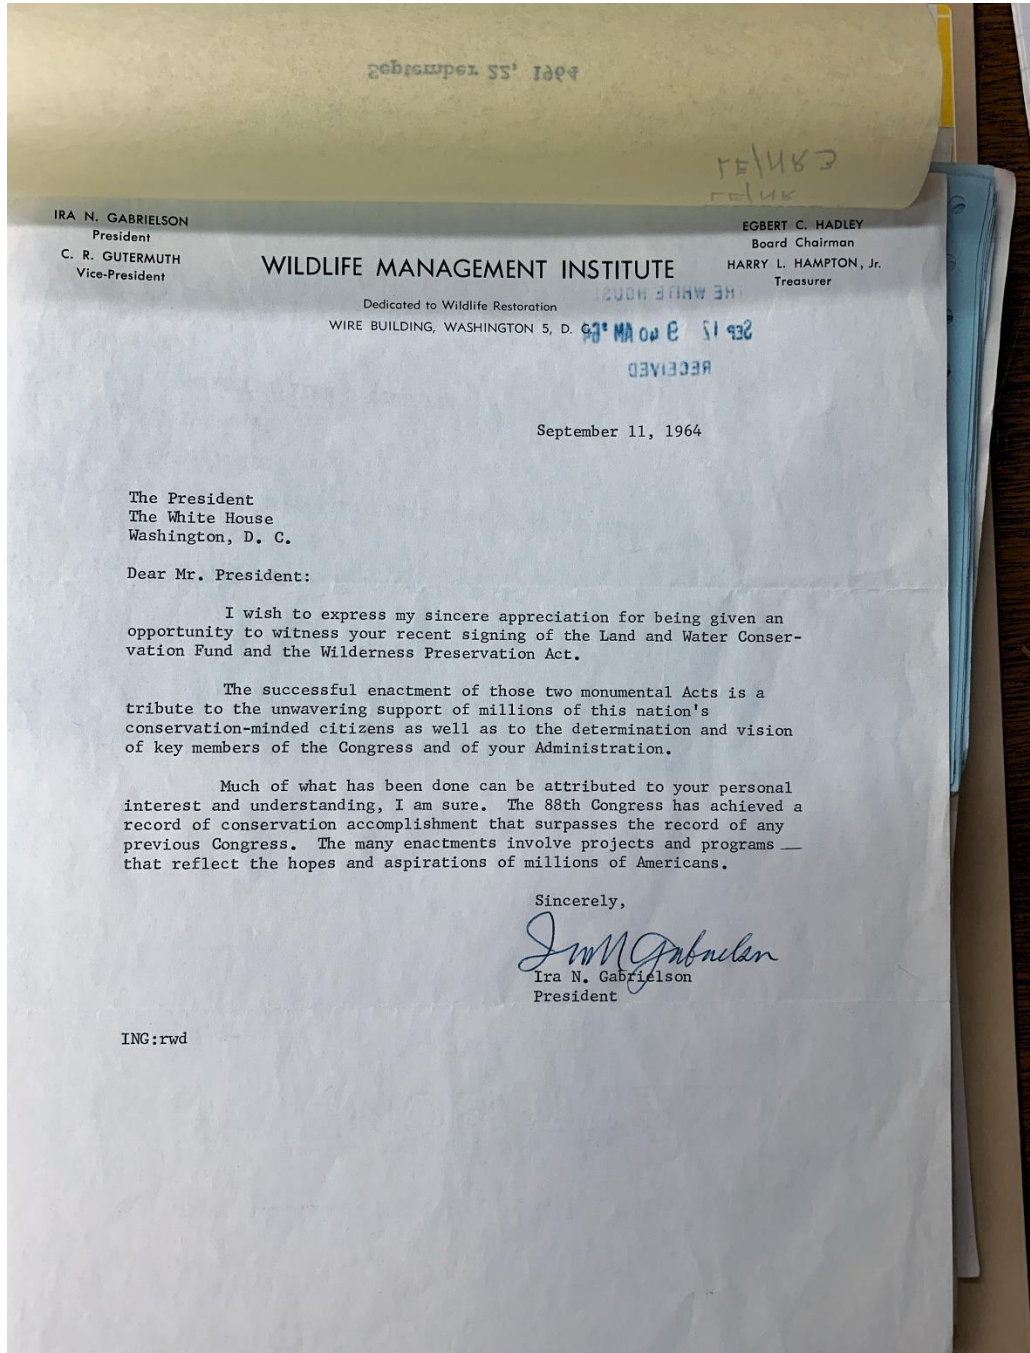 September 22, 1964
LE/HR 3
LE/HR
IRA N. GABRIELSON
President
C. R. GUTERMUTH
Vice-President
EGBERT C. HADLEY
Board Chairman
HARRY L. HAMPTON, Jr.
Treasurer
WILDLIFE MANAGEMENT INSTITUTE
Dedicated to Wildlife Restoration
WIRE BUILDING, WASHINGTON 5, D. C.
THE WHITE HOUSE
SEP 17 9 00 AM '64
RECEIVED
September 11, 1964
The President
The White House
Washington, D. C.
Dear Mr. President:
I wish to express my sincere appreciation for being given an
opportunity to witness your recent signing of the Land and Water Conser-
vation Fund and the Wilderness Preservation Act.
The successful enactment of those two monumental Acts is a
tribute to the unwavering support of millions of this nation's
conservation-minded citizens as well as to the determination and vision
of key members of the Congress and of your Administration.
Much of what has been done can be attributed to your personal
interest and understanding, I am sure. The 88th Congress has achieved a
record of conservation accomplishment that surpasses the record of any
previous Congress. The many enactments involve projects and programs __
that reflect the hopes and aspirations of millions of Americans.
Sincerely,
Ira N Gabrielson
Ira N. Gabrielson
President
ING:rwd